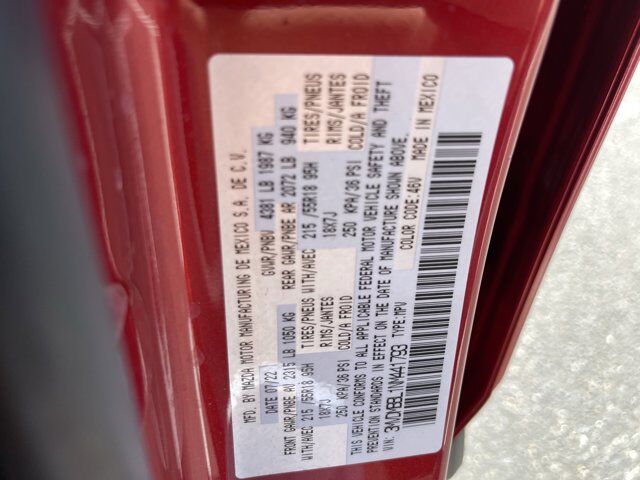 MFD. BY MAZDA MOTOR MANUFACTURING DE MEXICO S.A. DE C.V.
DATE 07/22 GVWR/PNBV 4381 LB 1987 KG
FRONT GAWR/PNBE AV 2315 LB 1050 KG REAR GAWR/PNBE AR 2072 LB 940 KG
WITH/AVEC 215 /55R18 95H TIRES/PNEUS WITH/AVEC 215 /55R18 95H TIRES/PNEUS
18X7J RIMS/JANTES 18X7J RIMS/JANTES
250 KPA/36 PSI COLD/A FROID 250 KPA/36 PSI COLD/A FROID
THIS VEHICLE CONFORMS TO ALL APPLICABLE FEDERAL MOTOR VEHICLE SAFETY AND THEFT
PREVENTION STANDARDS IN EFFECT ON THE DATE OF MANUFACTURE SHOWN ABOVE.
VIN: TYPE:MPV COLOR CODE:46V MADE IN MEXICO